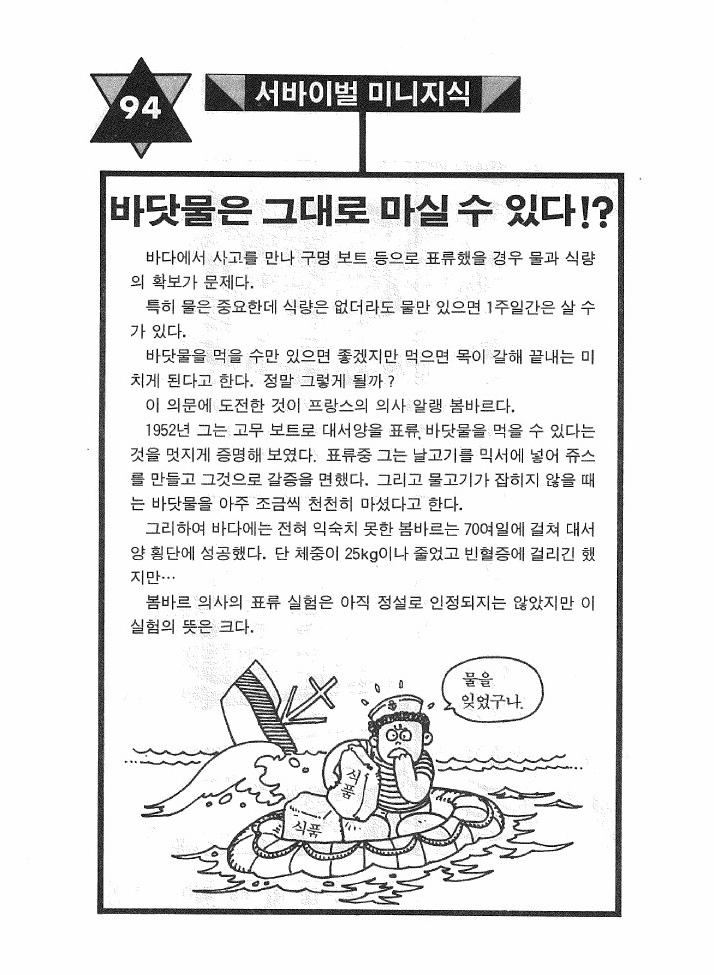 94
서바이벌 미니지식
바닷물은 그대로 마실 수 있다!?
바다에서 사고를 만나 구명 보트 등으로 표류했을 경우 물과 식량
의 확보가 문제다.
특히 물은 중요한데 식량은 없더라도 물만 있으면 1주일간은 살 수
가 있다.
바닷물을 먹을 수만 있으면 좋겠지만 먹으면 목이 갈해 끝내는 미
치게 된다고 한다. 정말 그렇게 될까?
이 의문에 도전한 것이 프랑스의 의사 알랭 봄바르다.
1952년 그는 고무 보트로 대서양을 표류, 바닷물을 먹을 수 있다는
것을 멋지게 증명해 보였다. 표류중 그는 날고기를 믹서에 넣어 쥬스
를 만들고 그것으로 갈증을 면했다. 그리고 물고기가 잡히지 않을 때
는 바닷물을 아주 조금씩 천천히 마셨다고 한다.
그리하여 바다에는 전혀 익숙치 못한 봄바르는 70여일에 걸쳐 대서
양 횡단에 성공했다. 단 체중이 25kg이나 줄었고 빈혈증에 걸리긴 했
지만…
봄바르 의사의 표류 실험은 아직 정설로 인정되지는 않았지만 이
실험의 뜻은 크다.
물을
잊었구나.
식품
식품